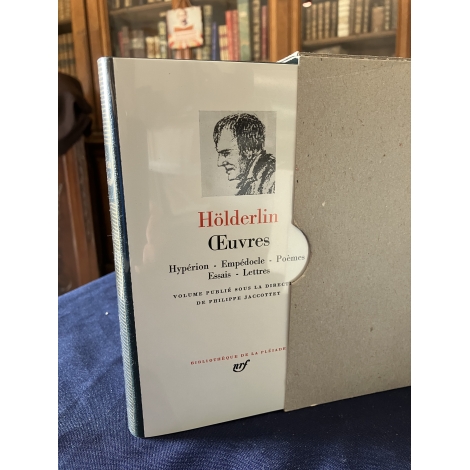 Hölderlin
Œuvres
Hypérion - Empédocle - Poèmes
Essais - Lettres
VOLUME PUBLIÉ SOUS LA DIRECT
DE PHILIPPE JACCOTTET
BIBLIOTHÈQUE DE LA PLÉIADE
nrf